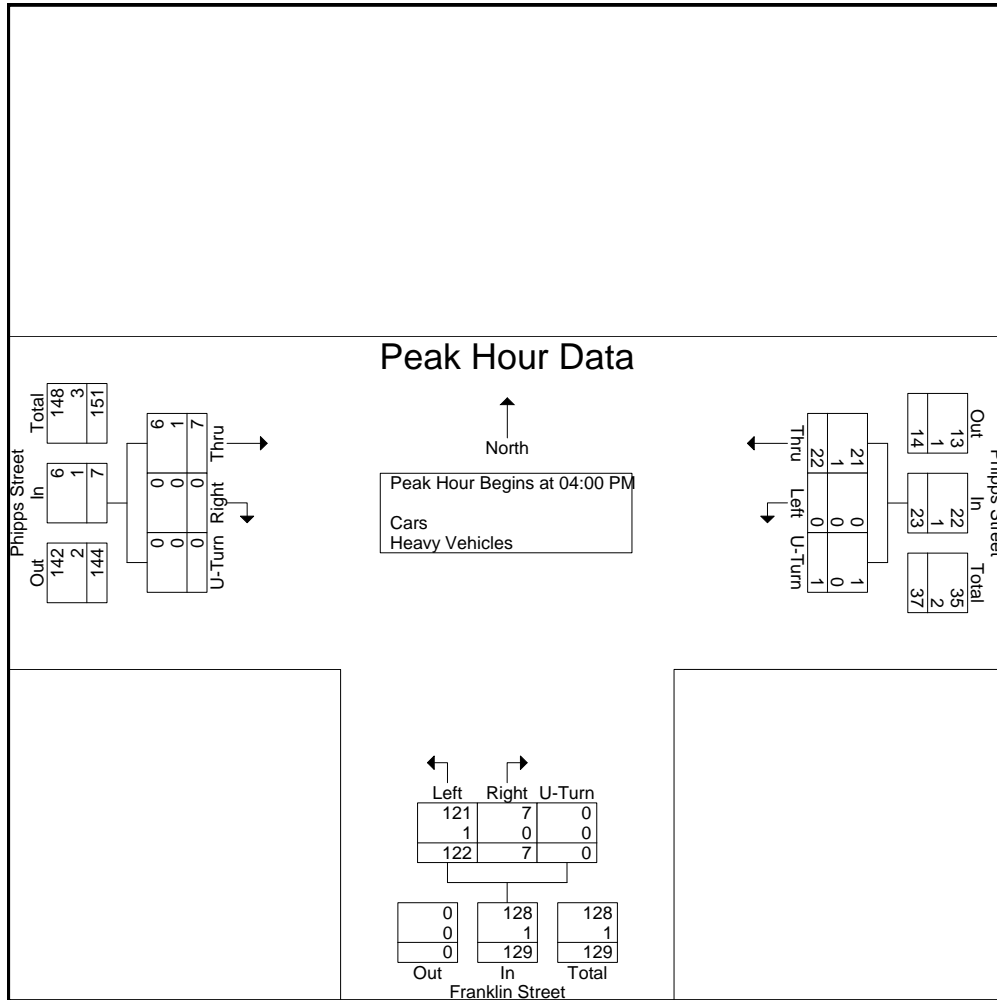 Peak Hour Data
North
Peak Hour Begins at 04:00 PM
Cars
Heavy Vehicles
Phipps Street
Total In Out
148 6 142
3 1 2
151 7 144
Thru Right U-Turn
6 0 0
1 0 0
7 0 0
Thru Left U-Turn
21 0 1
1 0 0
22 0 1
Out In Total
13 22 35
1 1 2
14 23 37
Phipps Street
Left Right U-Turn
121 7 0
1 0 0
122 7 0
0 128 128
0 1 1
0 129 129
Out In Total
Franklin Street